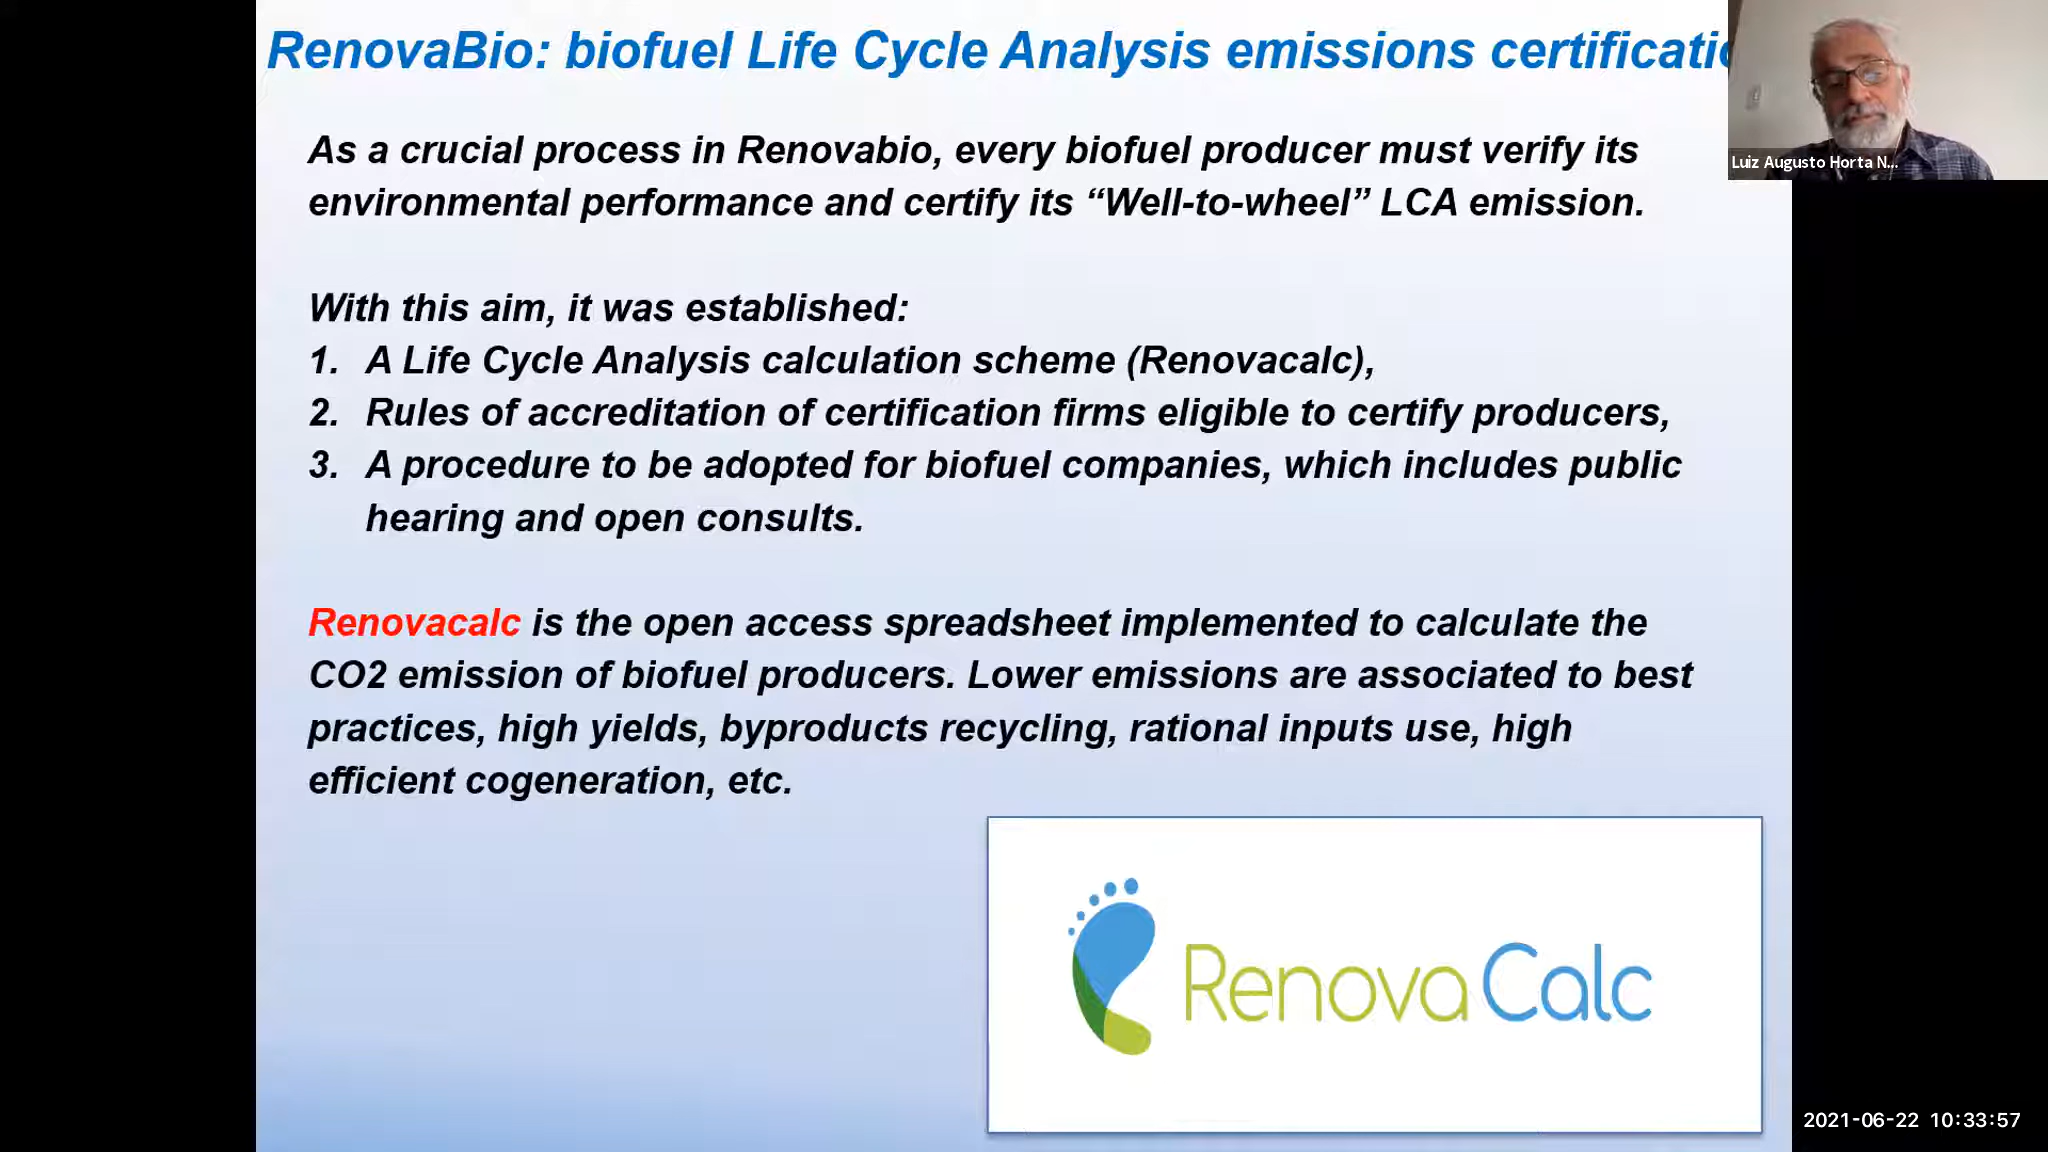 RenovaBio: biofuel Life Cycle Analysis emissions certificatio
Luiz Augusto Horta N...
As a crucial process in Renovabio, every biofuel producer must verify its
environmental performance and certify its “Well-to-wheel” LCA emission.
With this aim, it was established:
1. A Life Cycle Analysis calculation scheme (Renovacalc),
2. Rules of accreditation of certification firms eligible to certify producers,
3. A procedure to be adopted for biofuel companies, which includes public
hearing and open consults.
Renovacalc is the open access spreadsheet implemented to calculate the
CO2 emission of biofuel producers. Lower emissions are associated to best
practices, high yields, byproducts recycling, rational inputs use, high
efficient cogeneration, etc.
Renova Calc
2021-06-22 10:33:57